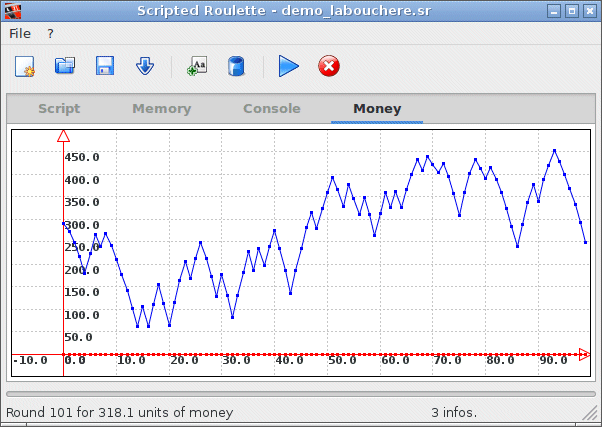 Scripted Roulette - demo_labouchere.sr
File ?
Aa
Script Memory Console Money
450.0
400.0
350.0
300.0
250.0
200.0
150.0
100.0
50.0
-10.0 0.0 10.0 20.0 30.0 40.0 50.0 60.0 70.0 80.0 90.0
Round 101 for 318.1 units of money 3 infos.